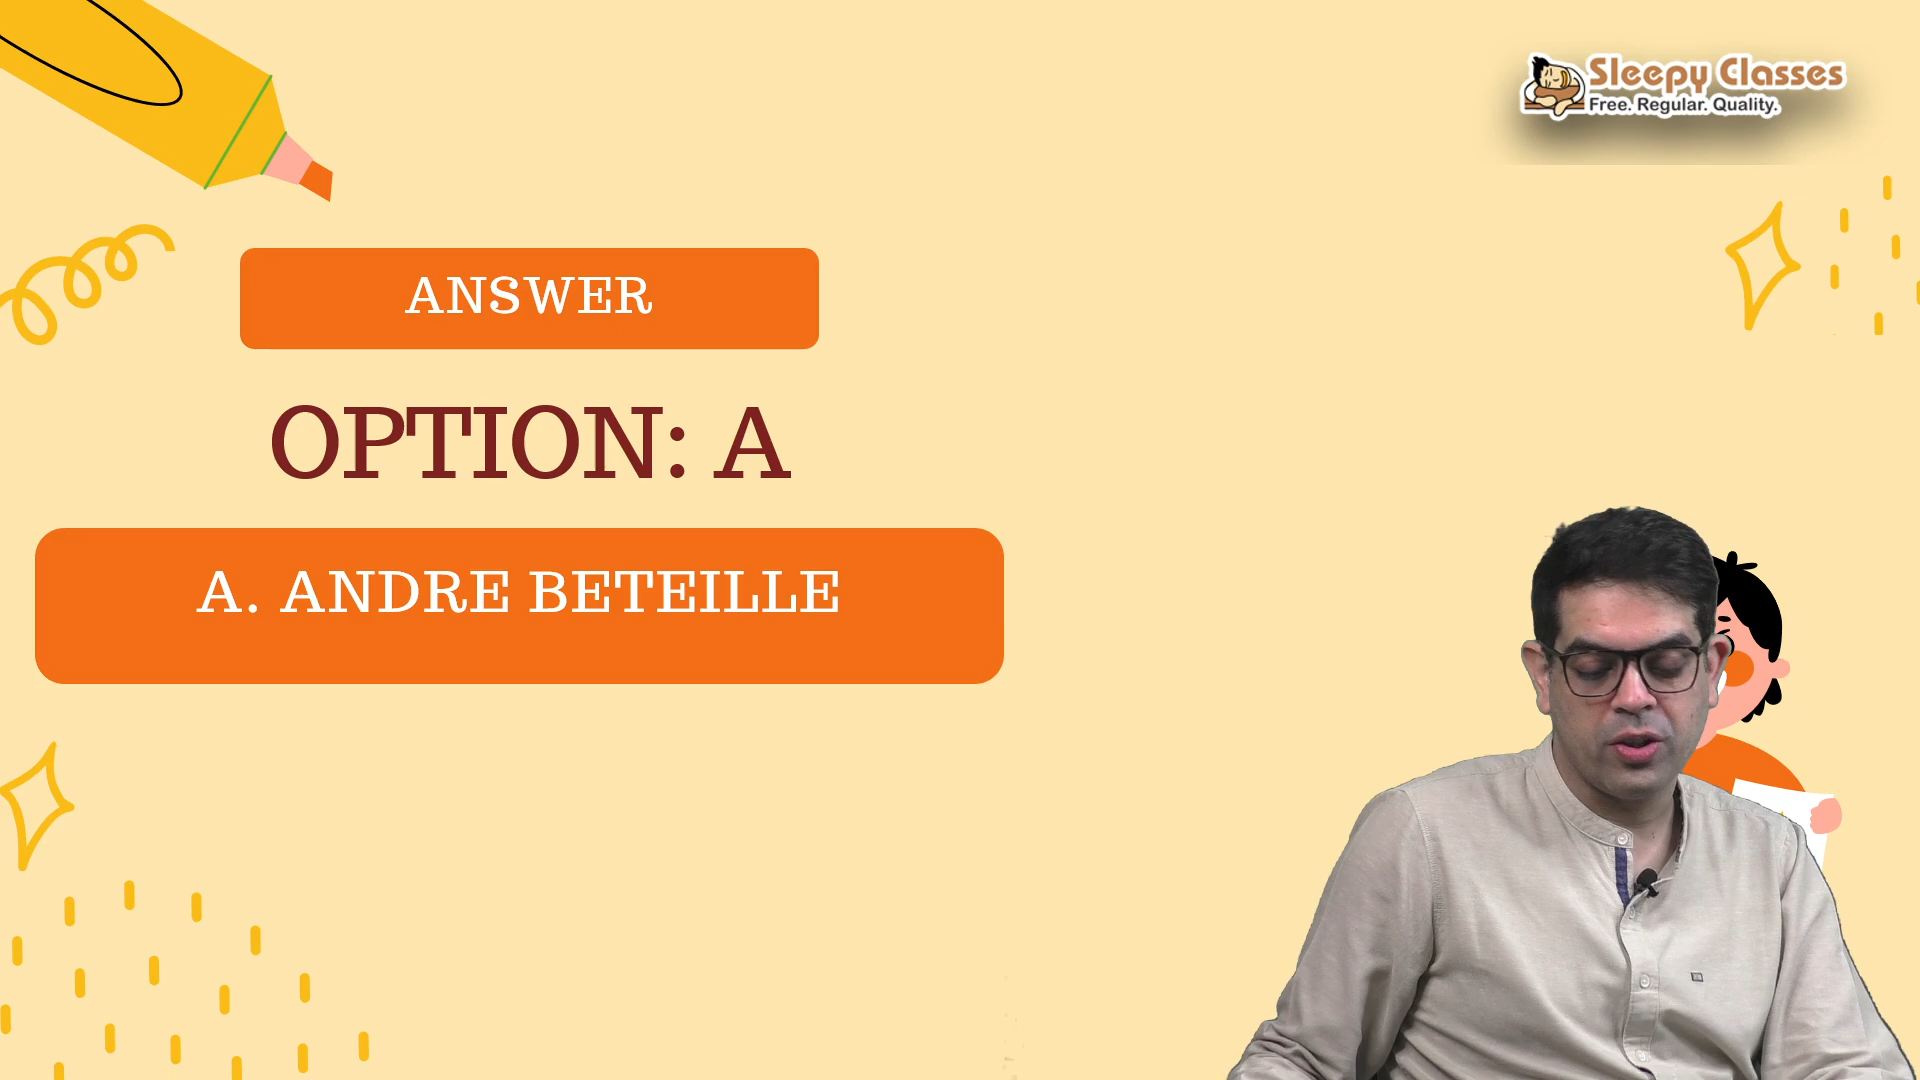 Sleepy Classes
Free. Regular. Quality.
ANSWER
OPTION: A
A. ANDRE BETEILLE